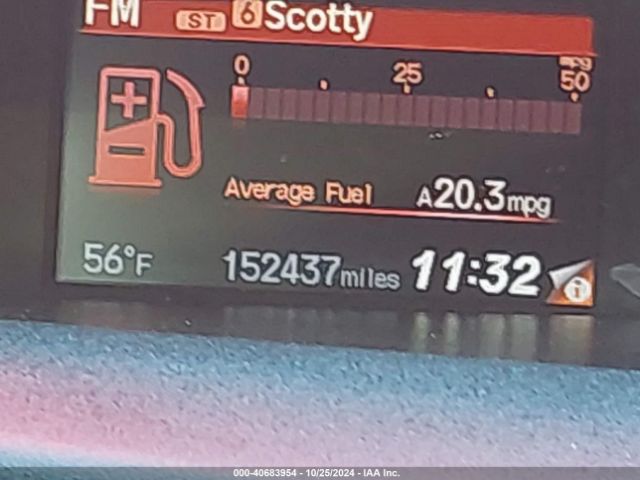 FM ST 6 Scotty
0 25 50 mpg
Average Fuel A20.3mpg
56°F 152437miles 11:32 i
000-40683954 - 10/25/2024 - IAA Inc.